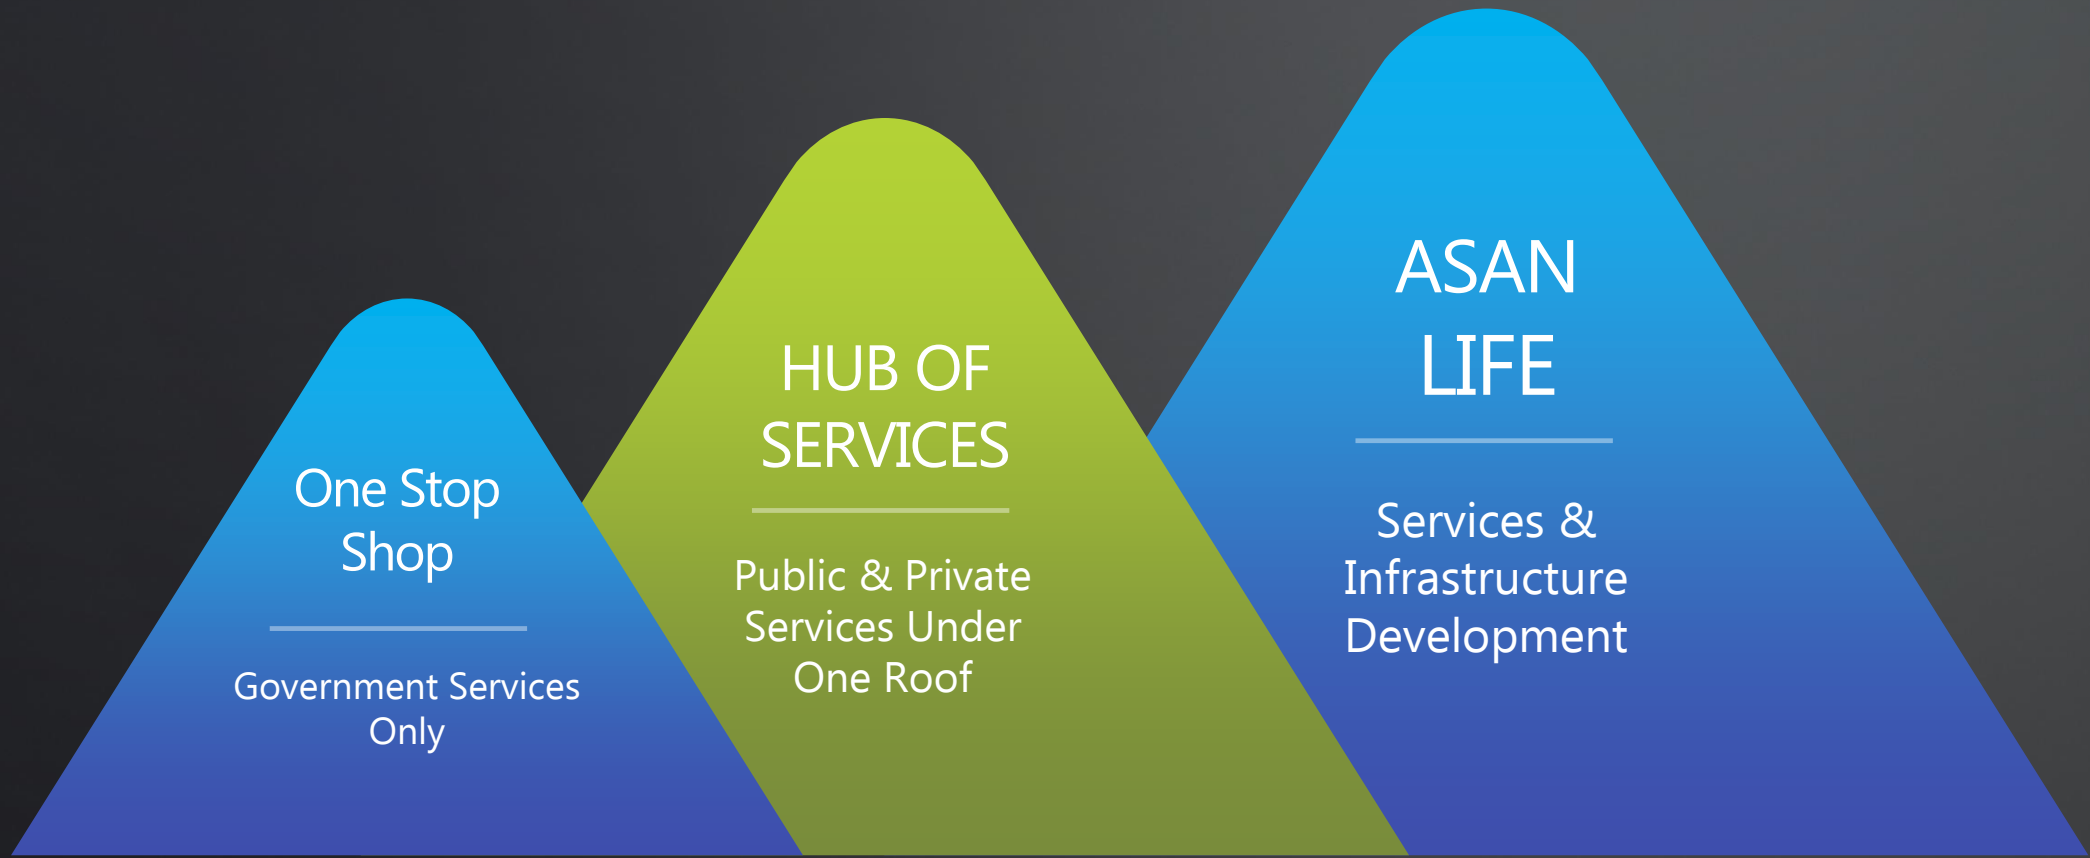 One Stop
Shop
Government Services
Only
HUB OF
SERVICES
Public & Private
Services Under
One Roof
ASAN
LIFE
Services &
Infrastructure
Development